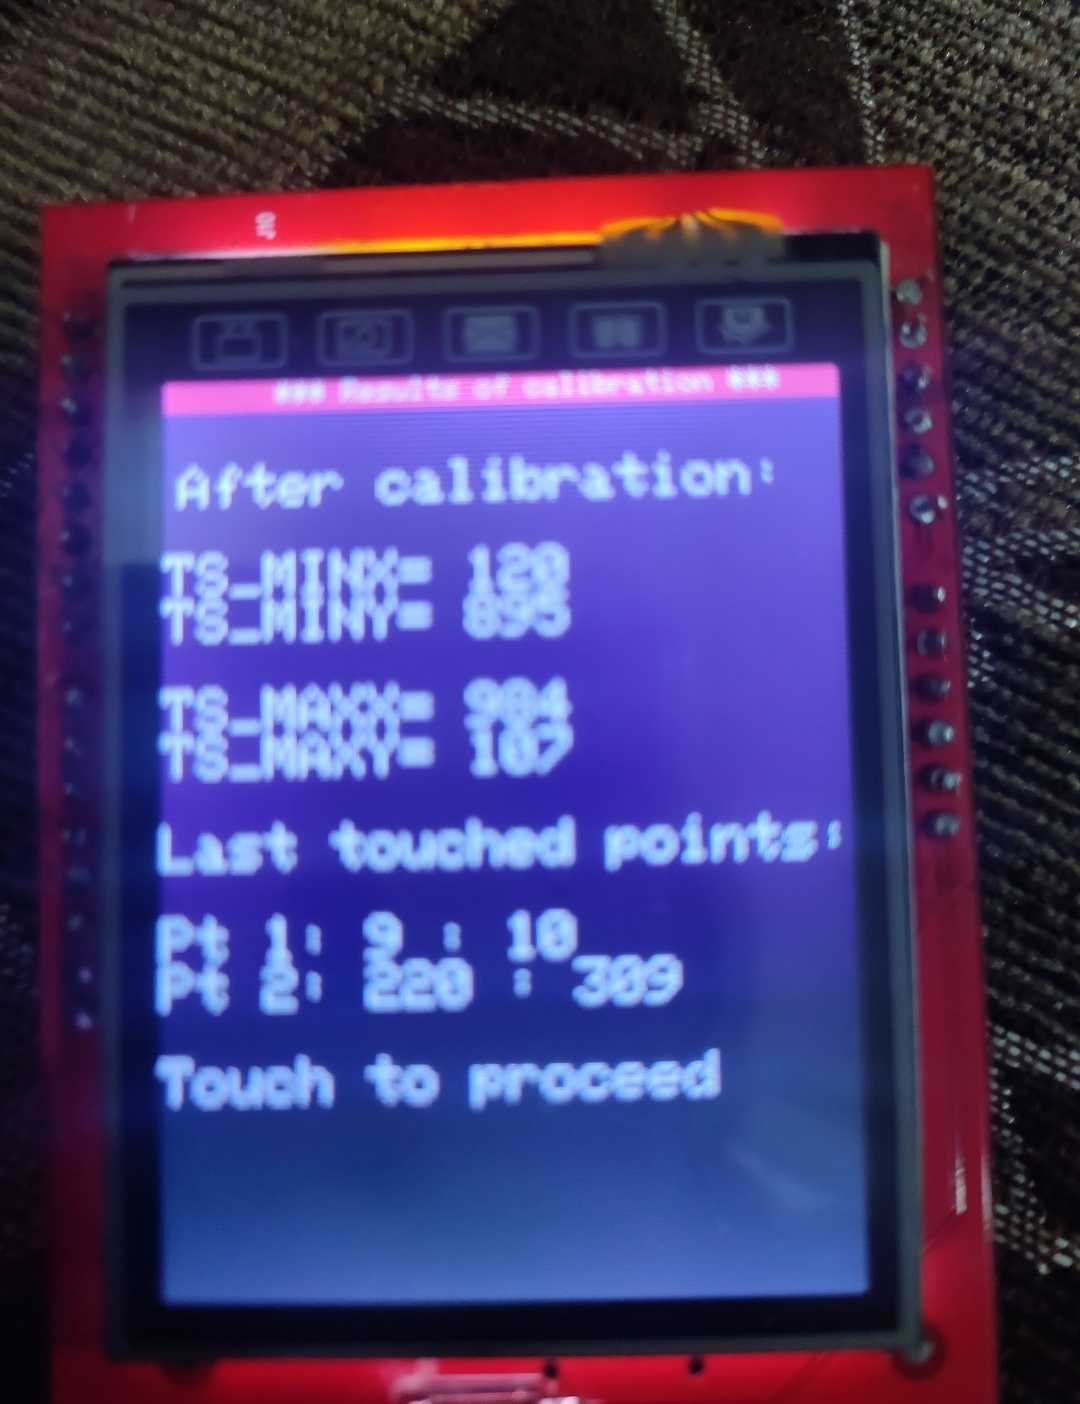 ### Results of calibration ###
After calibration:
TS_MINX= 120
TS_MINY= 895
TS_MAXX= 904
TS_MAXY= 107
Last touched points:
Pt 1: 9 : 10
Pt 2: 220 : 309
Touch to proceed